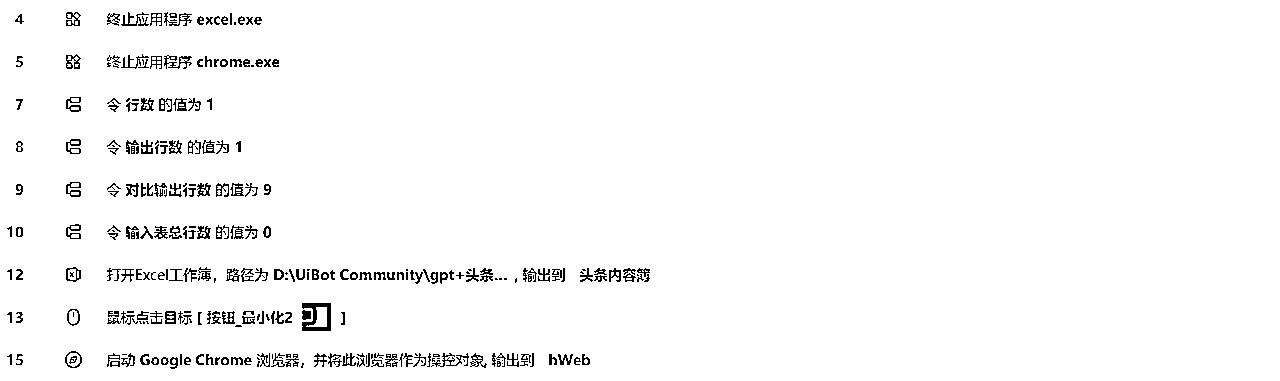 4 终止应用程序 excel.exe
5 终止应用程序 chrome.exe
7 令 行数 的值为 1
8 令 输出行数 的值为 1
9 令 对比输出行数 的值为 9
10 令 输入表总行数 的值为 0
12 打开Excel工作簿，路径为 D:\UiBot Community\gpt+头条... , 输出到 头条内容簿
13 鼠标点击目标 [ 按钮_最小化2 ]
15 启动 Google Chrome 浏览器，并将此浏览器作为操控对象, 输出到 hWeb